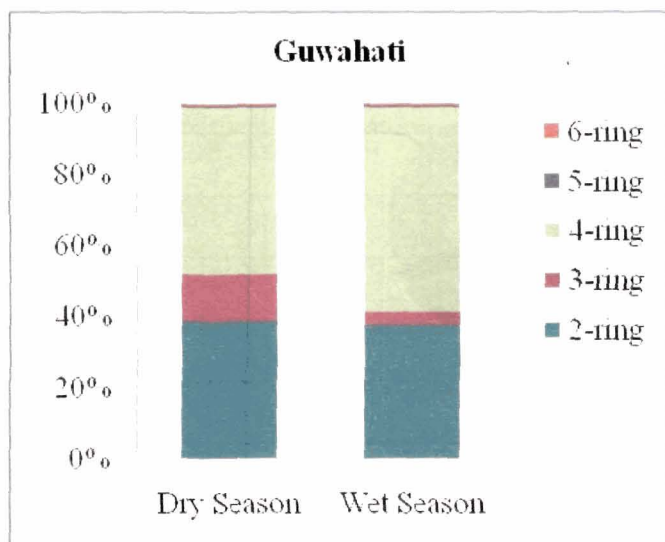 Guwahati
100%
80%
60%
40%
20%
0%
Dry Season Wet Season
6-ring
5-ring
4-ring
3-ring
2-ring